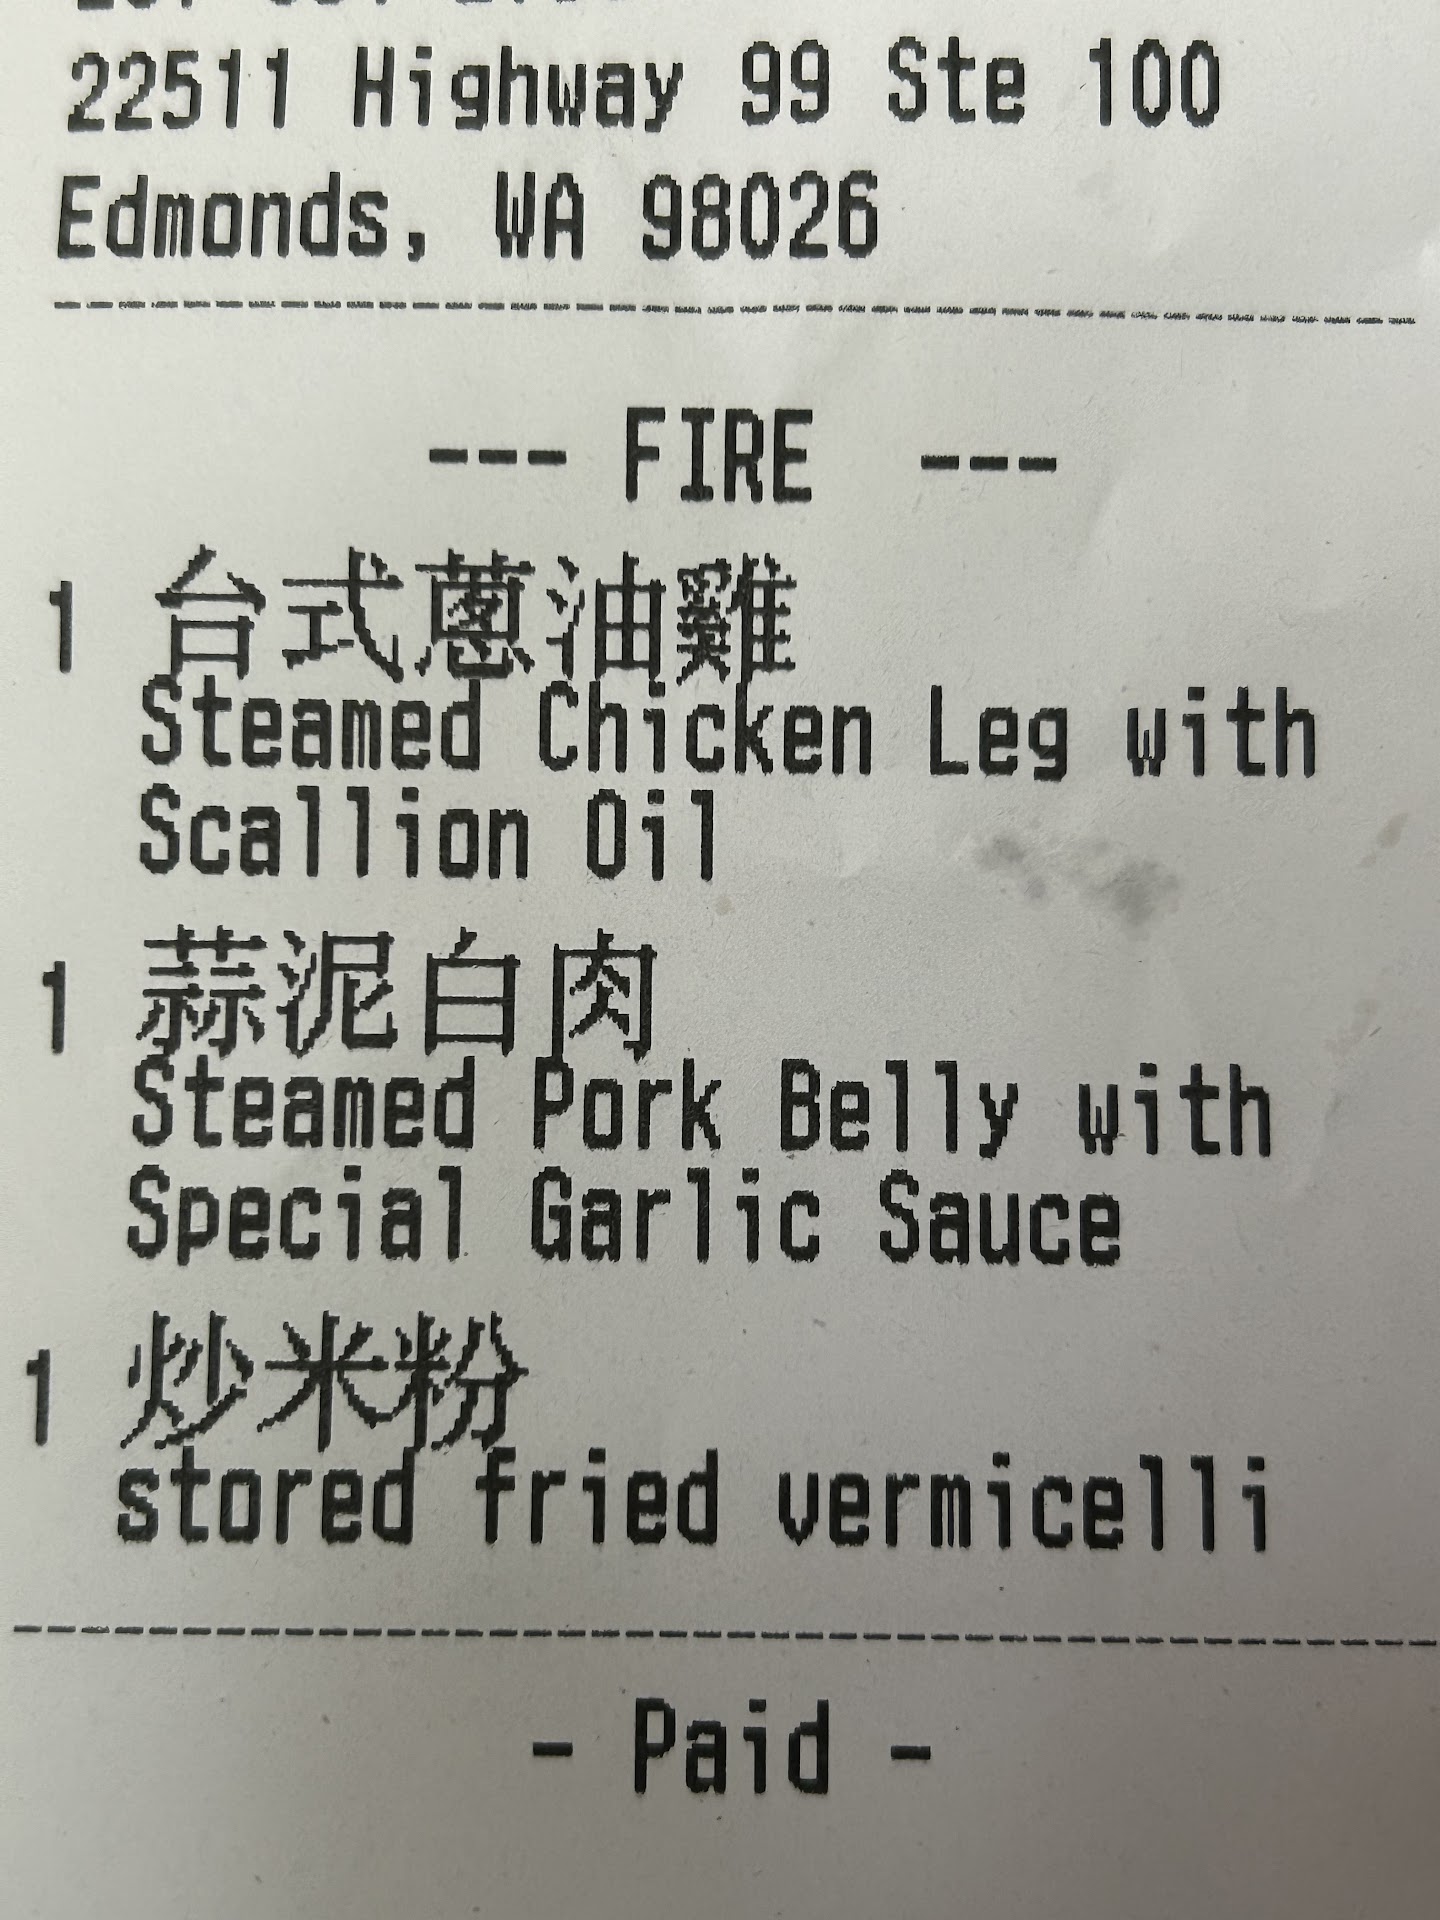 22511 Highway 99 Ste 100
Edmonds, WA 98026
--- FIRE ---
1 台式蔥油雞
Steamed Chicken Leg with
Scallion Oil
1 蒜泥白肉
Steamed Pork Belly with
Special Garlic Sauce
1 炒米粉
stored fried vermicelli
- Paid -